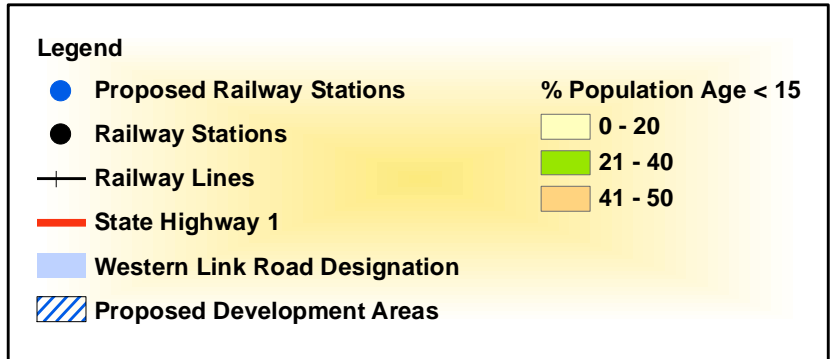 Legend
Proposed Railway Stations
Railway Stations
Railway Lines
State Highway 1
Western Link Road Designation
Proposed Development Areas
% Population Age < 15
0 - 20
21 - 40
41 - 50